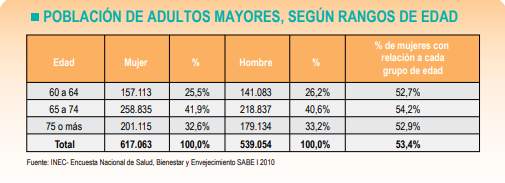 POBLACIÓN DE ADULTOS MAYORES, SEGÚN RANGOS DE EDAD
Edad Mujer % Hombre % % de mujeres con relación a cada grupo de edad
60 a 64 157.113 25,5% 141.083 26,2% 52,7%
65 a 74 258.835 41,9% 218.837 40,6% 54,2%
75 o más 201.115 32,6% 179.134 33,2% 52,9%
Total 617.063 100,0% 539.054 100,0% 53,4%
Fuente: INEC- Encuesta Nacional de Salud, Bienestar y Envejecimiento SABE I 2010